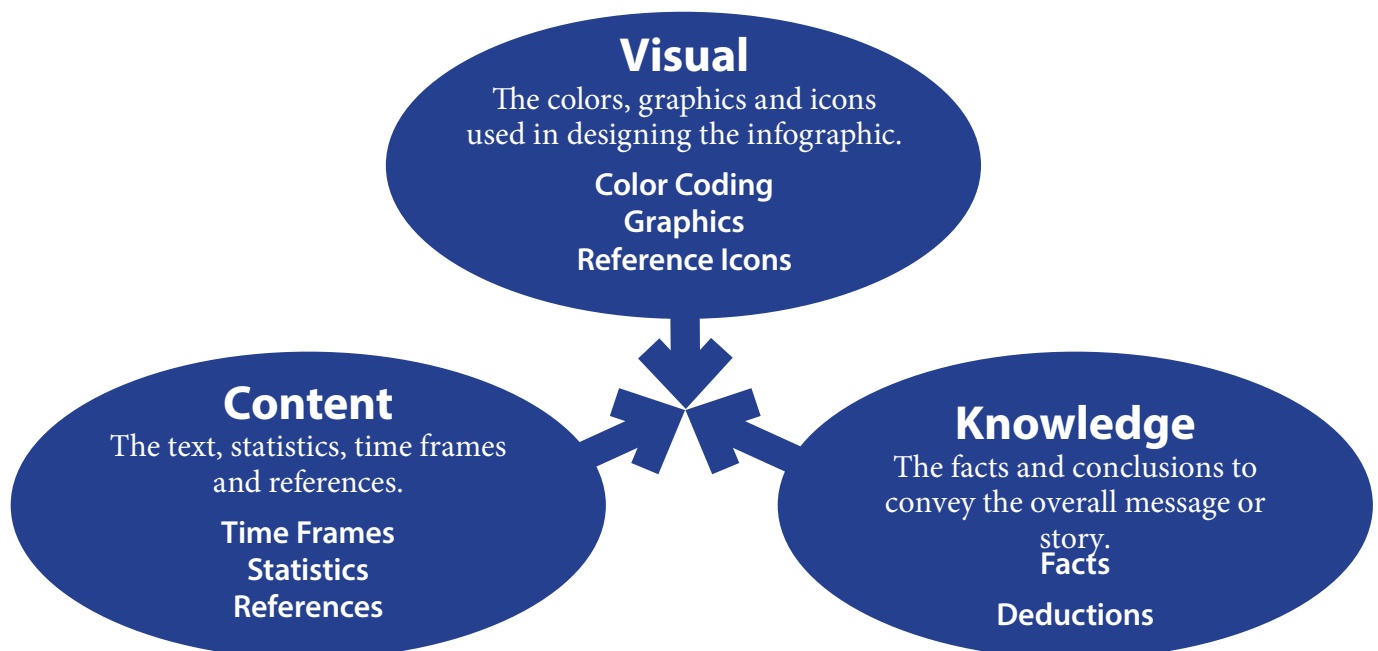 Visual
The colors, graphics and icons
used in designing the infographic.
Color Coding
Graphics
Reference Icons
Content
The text, statistics, time frames
and references.
Time Frames
Statistics
References
Knowledge
The facts and conclusions to
convey the overall message or
story.
Facts
Deductions